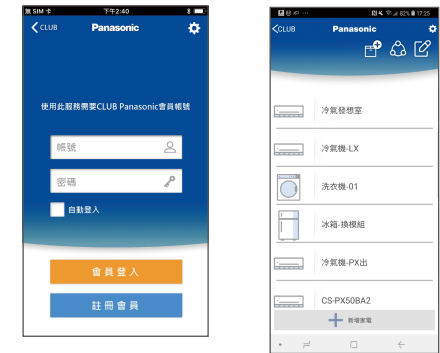 無 SIM 卡 下午2:40
CLUB Panasonic
使用此服務需要CLUB Panasonic會員帳號
帳號
密碼
自動登入
會員登入
註冊會員
82% 17:25
CLUB Panasonic
冷氣發想室
冷氣機-LX
洗衣機-01
冰箱-換模組
冷氣機-PX出
CS-PX50BA2
新增家電